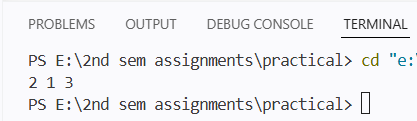 PROBLEMS OUTPUT DEBUG CONSOLE TERMINAL
PS E:\2nd sem assignments\practical> cd "e:
2 1 3
PS E:\2nd sem assignments\practical>